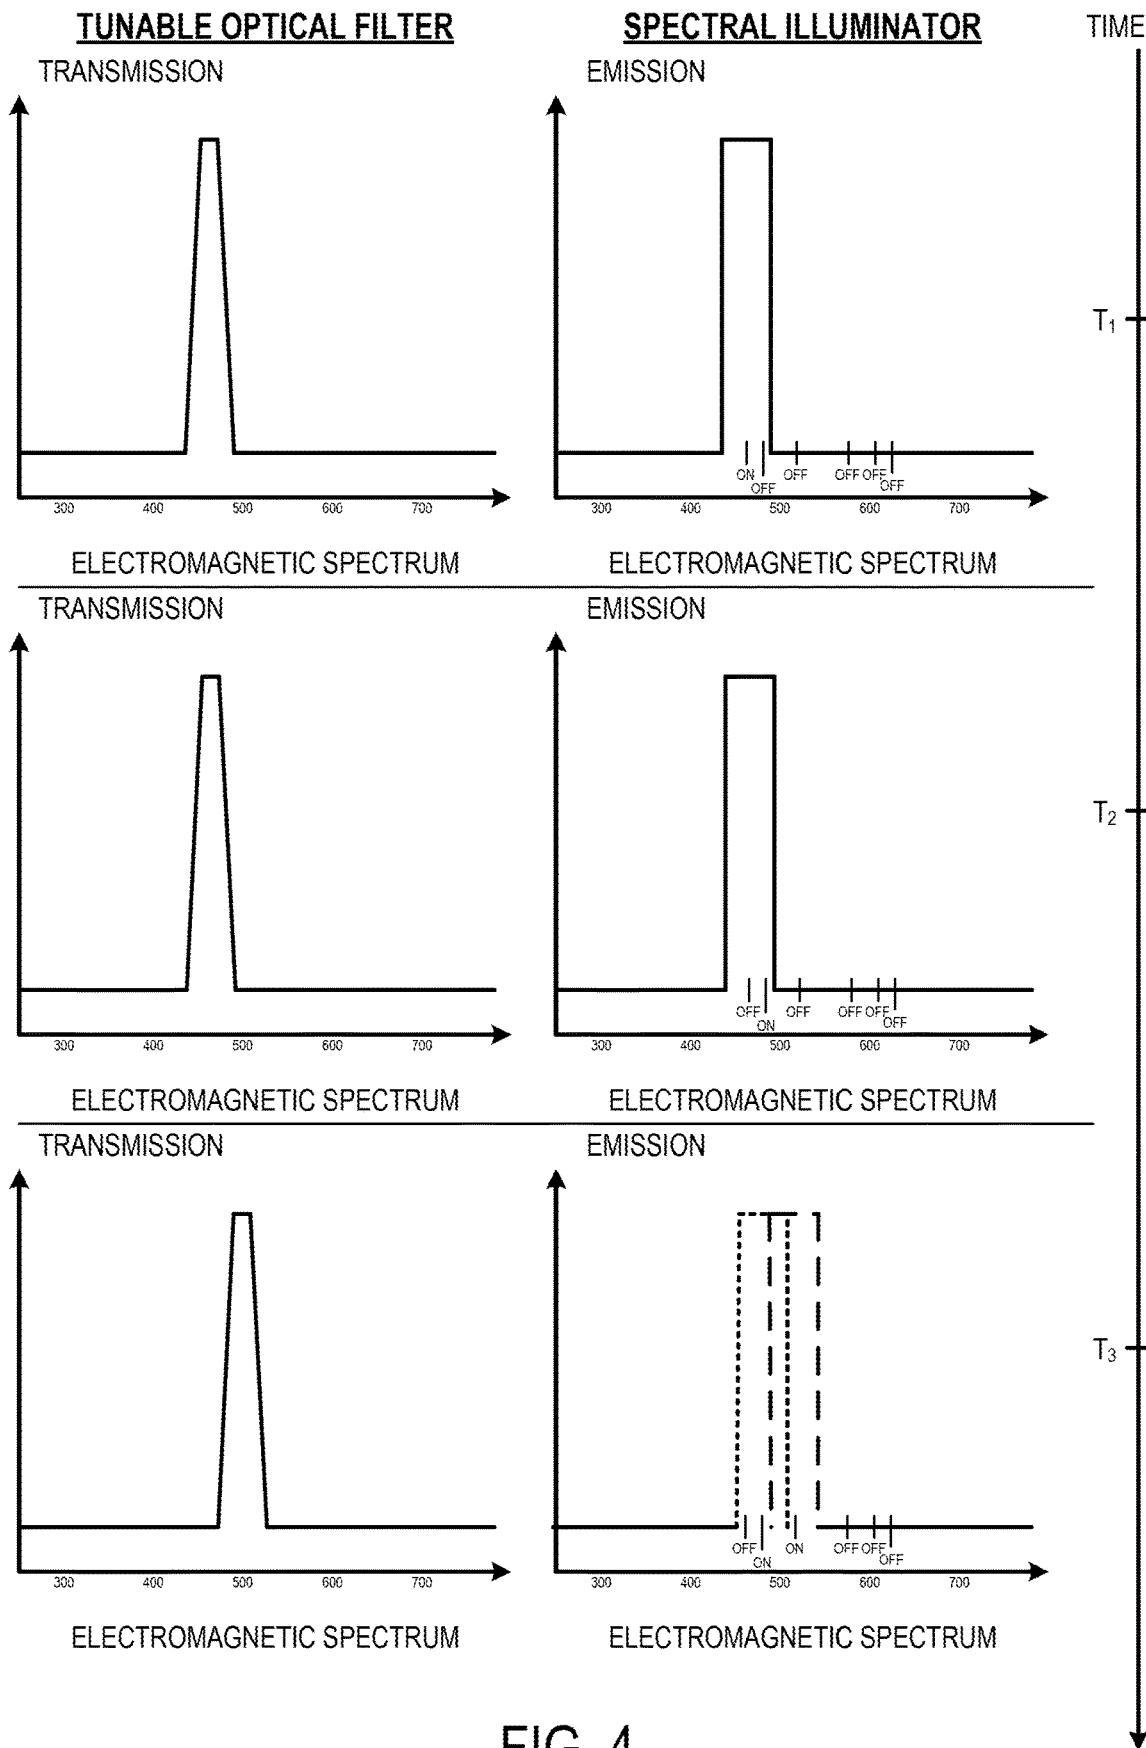 TUNABLE OPTICAL FILTER
SPECTRAL ILLUMINATOR
TIME
TRANSMISSION
EMISSION
T1
ON
OFF
OFF
OFF
OFF
OFF
300 400 500 600 700
300 400 500 600 700
ELECTROMAGNETIC SPECTRUM
ELECTROMAGNETIC SPECTRUM
TRANSMISSION
EMISSION
T2
OFF
ON
OFF
OFF
OFF
OFF
300 400 500 600 700
300 400 500 600 700
ELECTROMAGNETIC SPECTRUM
ELECTROMAGNETIC SPECTRUM
TRANSMISSION
EMISSION
T3
OFF
ON
ON
OFF
OFF
OFF
300 400 500 600 700
300 400 500 600 700
ELECTROMAGNETIC SPECTRUM
ELECTROMAGNETIC SPECTRUM
FIG. 4